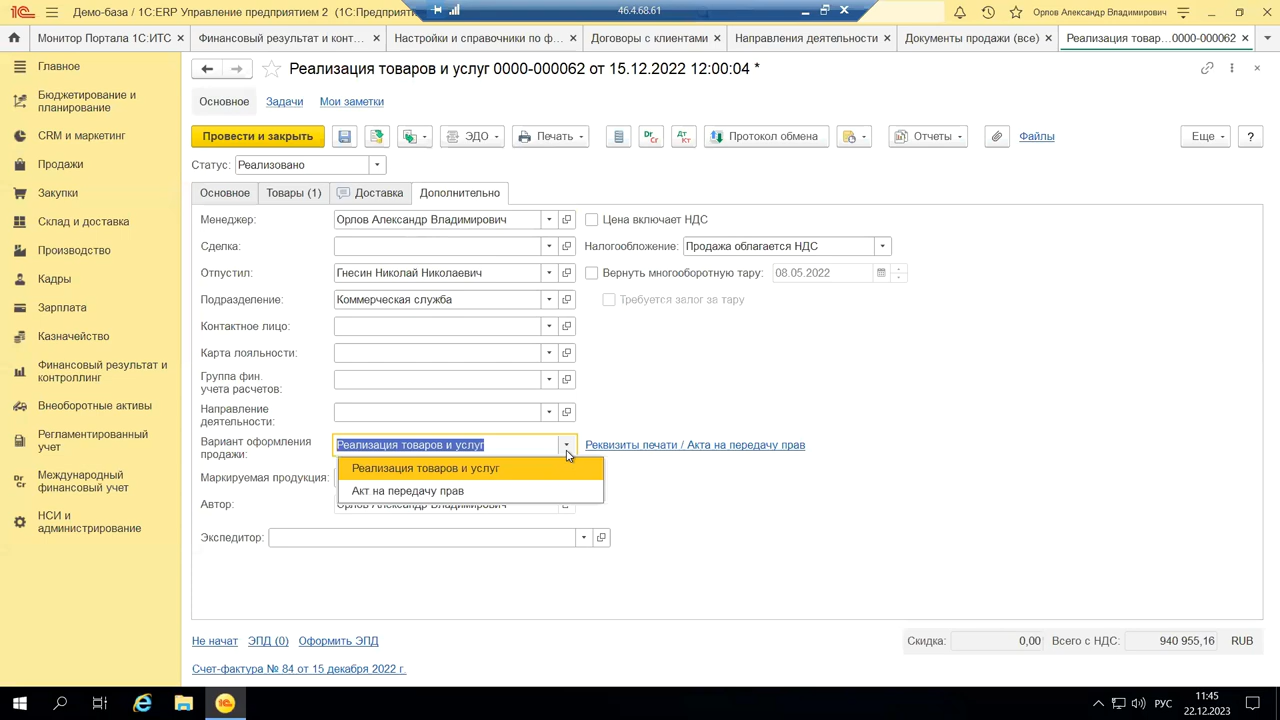 Демо-база / 1С:ERP Управление предприятием 2 (1С:Предприят
46.4.68.61
Орлов Александр Владимирович
Монитор Портала 1С:ИТС
Финансовый результат и конт...
Настройки и справочники по ф...
Договоры с клиентами
Направления деятельности
Документы продажи (все)
Реализация товар...0000-000062
Главное
Бюджетирование и
планирование
CRM и маркетинг
Продажи
Закупки
Склад и доставка
Производство
Кадры
Зарплата
Казначейство
Финансовый результат и
контроллинг
Внеоборотные активы
Регламентированный
учет
Международный
финансовый учет
НСИ и
администрирование
Реализация товаров и услуг 0000-000062 от 15.12.2022 12:00:04 *
Основное Задачи Мои заметки
Провести и закрыть ЭДО Печать Протокол обмена Отчеты Файлы Еще ?
Статус: Реализовано
Основное Товары (1) Доставка Дополнительно
Менеджер: Орлов Александр Владимирович Цена включает НДС
Сделка: Налогообложение: Продажа облагается НДС
Отпустил: Гнесин Николай Николаевич Вернуть многооборотную тару: 08.05.2022
Подразделение: Коммерческая служба Требуется залог за тару
Контактное лицо:
Карта лояльности:
Группа фин.
учета расчетов:
Направление
деятельности:
Вариант оформления
продажи: Реализация товаров и услуг Реквизиты печати / Акта на передачу прав
Реализация товаров и услуг
Акт на передачу прав
Маркируемая продукция:
Автор: Орлов Александр Владимирович
Экспедитор:
Не начат ЭПД (0) Оформить ЭПД Скидка: 0,00 Всего с НДС: 940 955,16 RUB
Счет-фактура № 84 от 15 декабря 2022 г.
РУС
11:45
22.12.2023